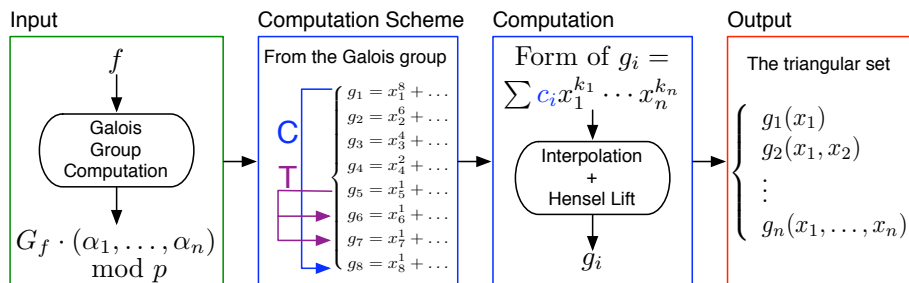 Input
f
Galois
Group
Computation
G_f · (α_1, . . . , α_n)
mod p
Computation Scheme
From the Galois group
C
T
g_1 = x_1^8 + . . .
g_2 = x_2^6 + . . .
g_3 = x_3^4 + . . .
g_4 = x_4^2 + . . .
g_5 = x_5^1 + . . .
g_6 = x_6^1 + . . .
g_7 = x_7^1 + . . .
g_8 = x_8^1 + . . .
Computation
Form of g_i =
∑ c_i x_1^{k_1} · · · x_n^{k_n}
Interpolation
+
Hensel Lift
g_i
Output
The triangular set
g_1(x_1)
g_2(x_1, x_2)
⋮
g_n(x_1, . . . , x_n)